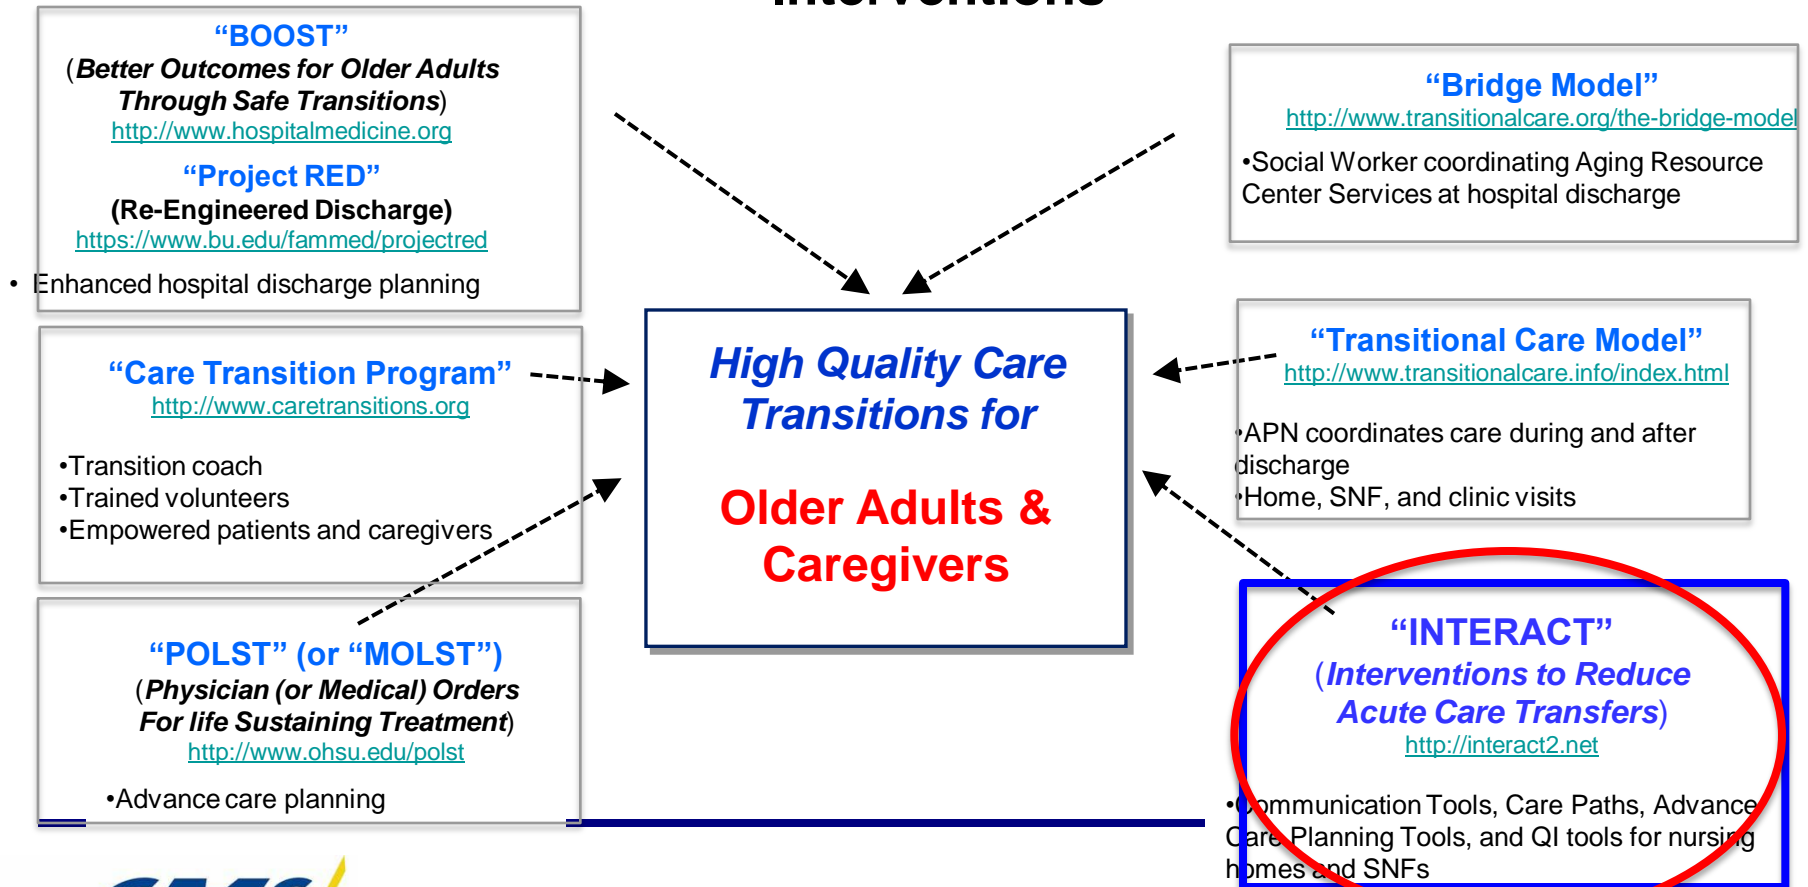 Interventions
“BOOST”
(Better Outcomes for Older Adults
Through Safe Transitions)
http://www.hospitalmedicine.org
“Project RED”
(Re-Engineered Discharge)
https://www.bu.edu/fammed/projectred
• Enhanced hospital discharge planning
“Care Transition Program”
http://www.caretransitions.org
•Transition coach
•Trained volunteers
•Empowered patients and caregivers
“POLST” (or “MOLST”)
(Physician (or Medical) Orders
For life Sustaining Treatment)
http://www.ohsu.edu/polst
•Advance care planning
High Quality Care
Transitions for
Older Adults &
Caregivers
“Bridge Model”
http://www.transitionalcare.org/the-bridge-model
•Social Worker coordinating Aging Resource
Center Services at hospital discharge
“Transitional Care Model”
http://www.transitionalcare.info/index.html
•APN coordinates care during and after
discharge
•Home, SNF, and clinic visits
“INTERACT”
(Interventions to Reduce
Acute Care Transfers)
http://interact2.net
•Communication Tools, Care Paths, Advance
Care Planning Tools, and QI tools for nursing
homes and SNFs